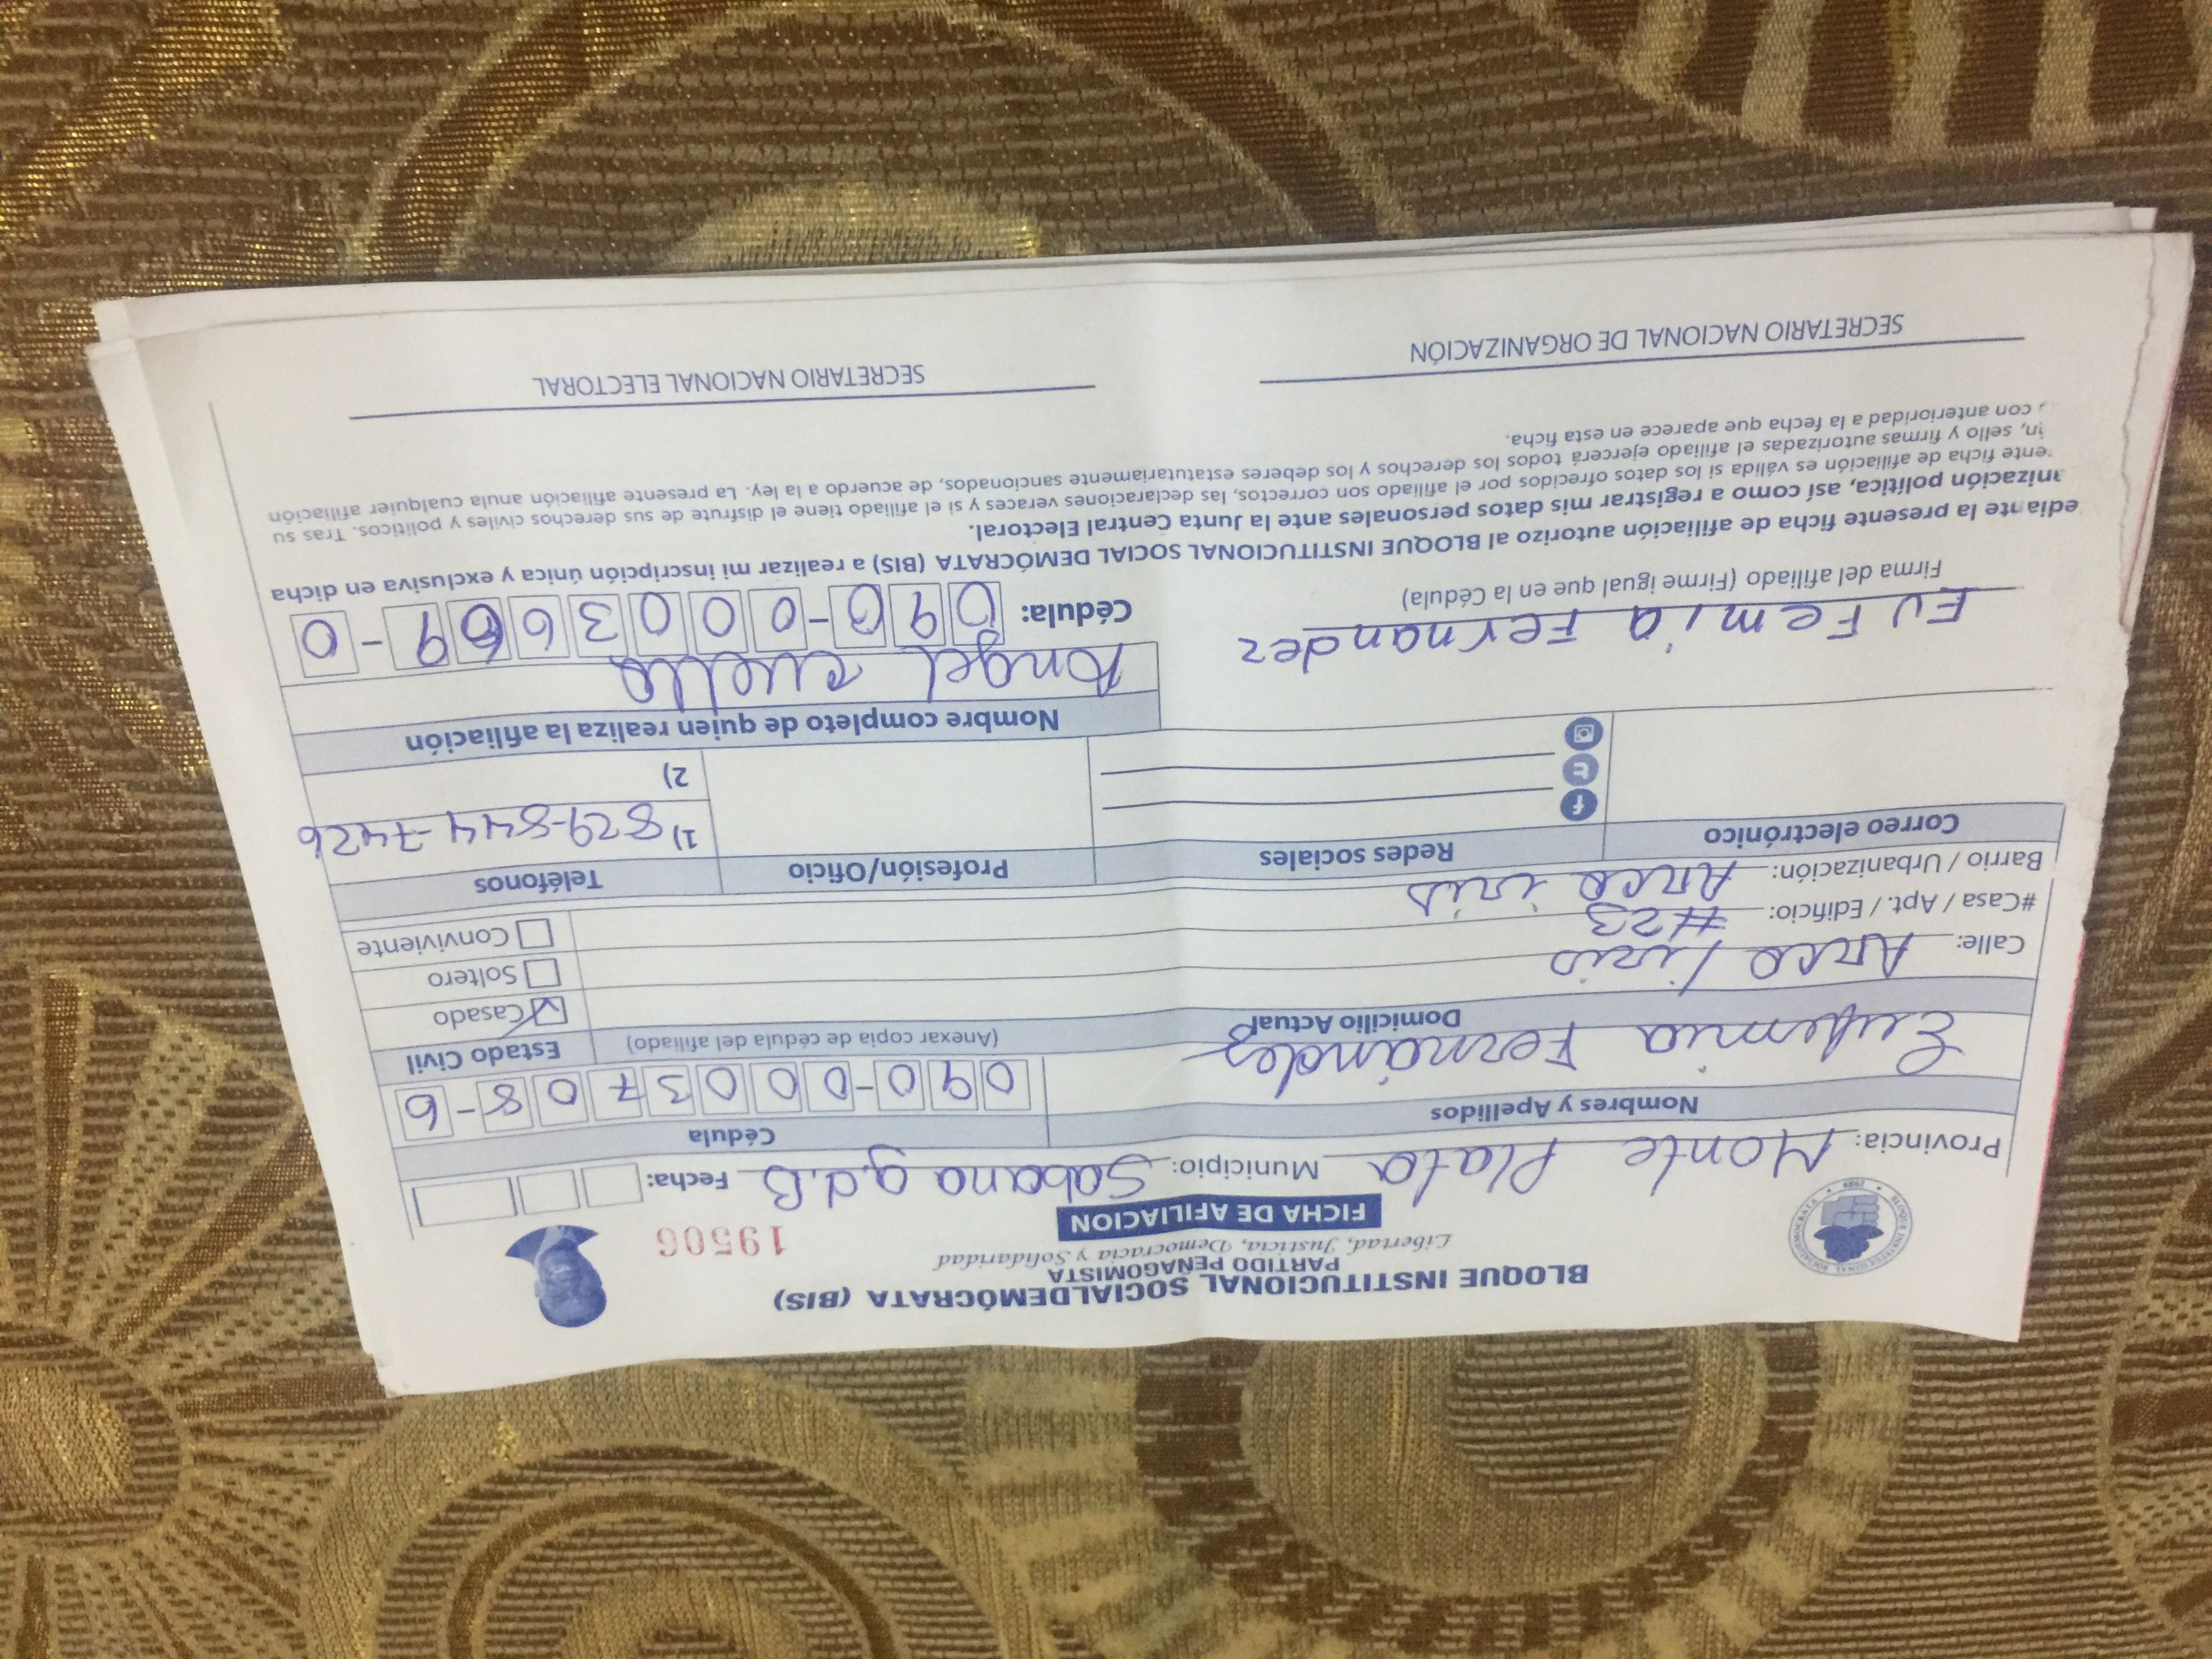 BLOQUE INSTITUCIONAL SOCIALDEMÓCRATA (BIS)
PARTIDO PEÑAGOMISTA
Libertad, Justicia, Democracia y Solidaridad
FICHA DE AFILIACION
19506
Provincia: Monte Plata Municipio: Sabana g.d.B Fecha:
Nombres y Apellidos Cédula
Eufemia Fernández 090-0003708-6
Domicilio Actual (Anexar copia de cédula del afiliado) Estado Civil
Calle: Arco / iris Casado
#Casa / Apt. / Edificio: #23 Soltero
Barrio / Urbanización: Arco iris Conviviente
Correo electrónico Redes sociales Profesión/Oficio Teléfonos
1) 829-844-7426
2)
Nombre completo de quien realiza la afiliación
Angel cuello
EuFemia Fernandez
Firma del afiliado (Firme igual que en la Cédula)
Cédula: 090-0003669-0
ediante la presente ficha de afiliación autorizo al BLOQUE INSTITUCIONAL SOCIAL DEMÓCRATA (BIS) a realizar mi inscripción única y exclusiva en dicha
anización política, así como a registrar mis datos personales ante la Junta Central Electoral.
ente ficha de afiliación es válida si los datos ofrecidos por el afiliado son correctos, las declaraciones veraces y si el afiliado tiene el disfrute de sus derechos civiles y políticos. Tras su
n, sello y firmas autorizadas el afiliado ejercerá todos los derechos y los deberes estatutariamente sancionados, de acuerdo a la ley. La presente afiliación anula cualquier afiliación
con anterioridad a la fecha que aparece en esta ficha.
SECRETARIO NACIONAL DE ORGANIZACIÓN SECRETARIO NACIONAL ELECTORAL